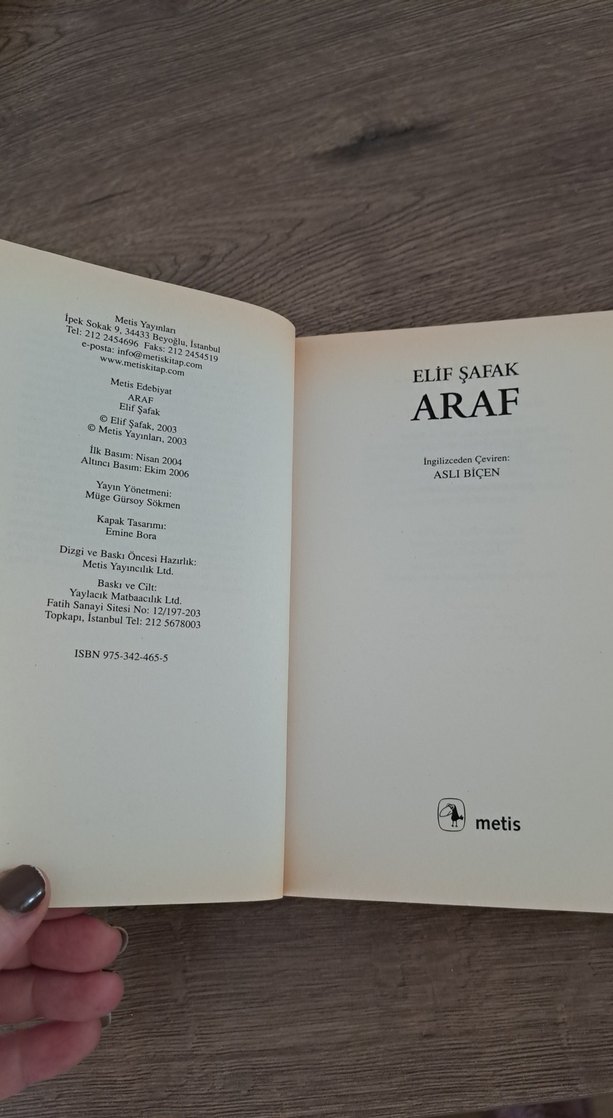 Metis Yayınları
İpek Sokak 9, 34433 Beyoğlu, İstanbul
Tel: 212 2454696 Faks: 212 2454519
e-posta: info@metiskitap.com
www.metiskitap.com
Metis Edebiyat
ARAF
Elif Şafak
© Elif Şafak, 2003
© Metis Yayınları, 2003
İlk Basım: Nisan 2004
Altıncı Basım: Ekim 2006
Yayın Yönetmeni:
Müge Gürsoy Sökmen
Kapak Tasarımı:
Emine Bora
Dizgi ve Baskı Öncesi Hazırlık:
Metis Yayıncılık Ltd.
Baskı ve Cilt:
Yaylacık Matbaacılık Ltd.
Fatih Sanayi Sitesi No: 12/197-203
Topkapı, İstanbul Tel: 212 5678003
ISBN 975-342-465-5
ELİF ŞAFAK
ARAF
İngilizceden Çeviren:
ASLI BİÇEN
metis